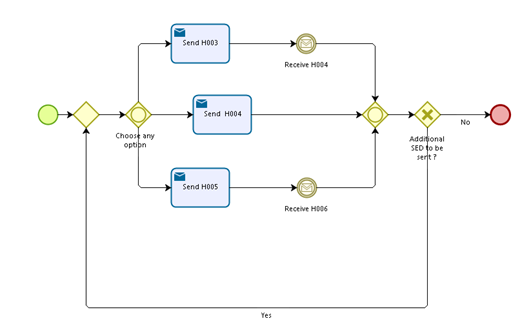 Send H003
Receive H004
Send H004
Choose any
option
Additional
SED to be
sent ?
No
Send H005
Receive H006
Yes